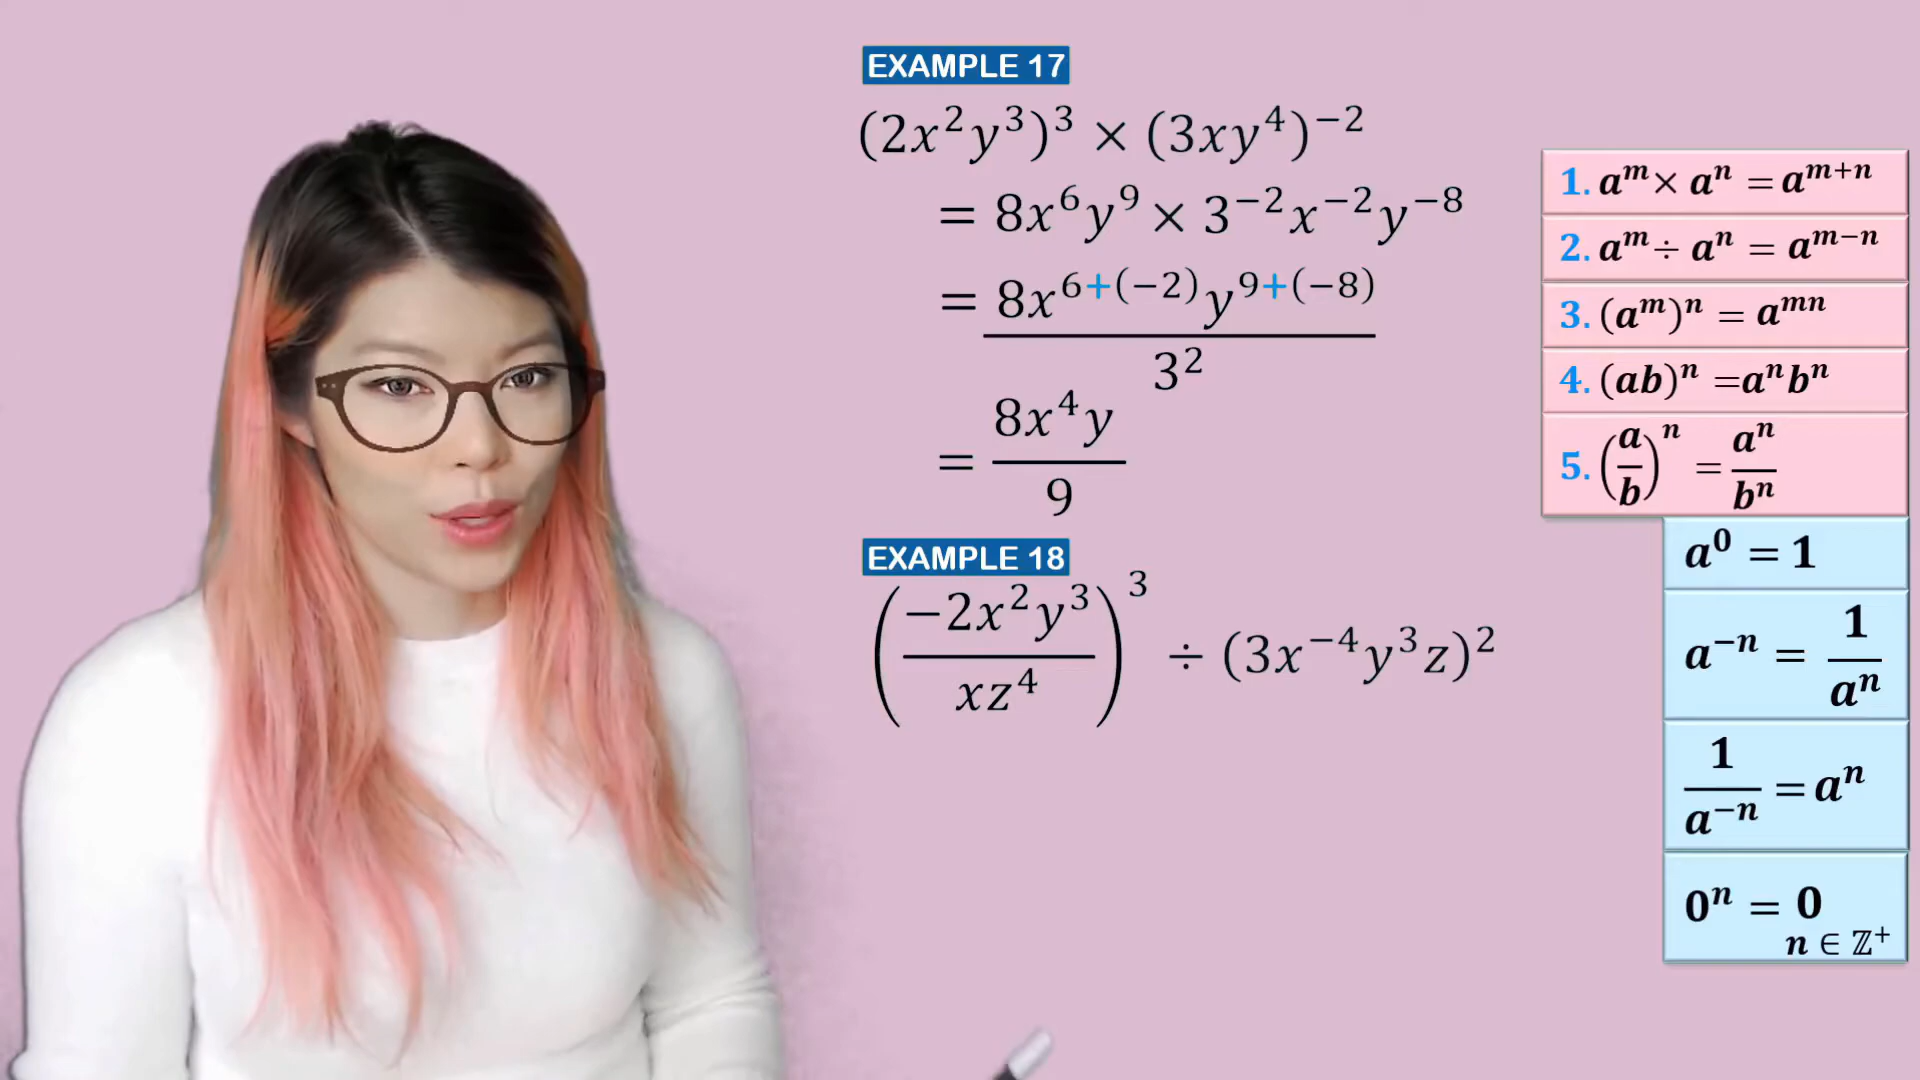 EXAMPLE 17
(2x²y³)³ × (3xy⁴)⁻²
= 8x⁶y⁹ × 3⁻²x⁻²y⁻⁸
= 8x⁶⁺⁽⁻²⁾y⁹⁺⁽⁻⁸⁾ / 3²
= 8x⁴y / 9
EXAMPLE 18
(−2x²y³ / xz⁴)³ ÷ (3x⁻⁴y³z)²
1. aᵐ × aⁿ = aᵐ⁺ⁿ
2. aᵐ ÷ aⁿ = aᵐ⁻ⁿ
3. (aᵐ)ⁿ = aᵐⁿ
4. (ab)ⁿ = aⁿbⁿ
5. (a/b)ⁿ = aⁿ/bⁿ
a⁰ = 1
a⁻ⁿ = 1/aⁿ
1/a⁻ⁿ = aⁿ
0ⁿ = 0
n ∈ ℤ⁺